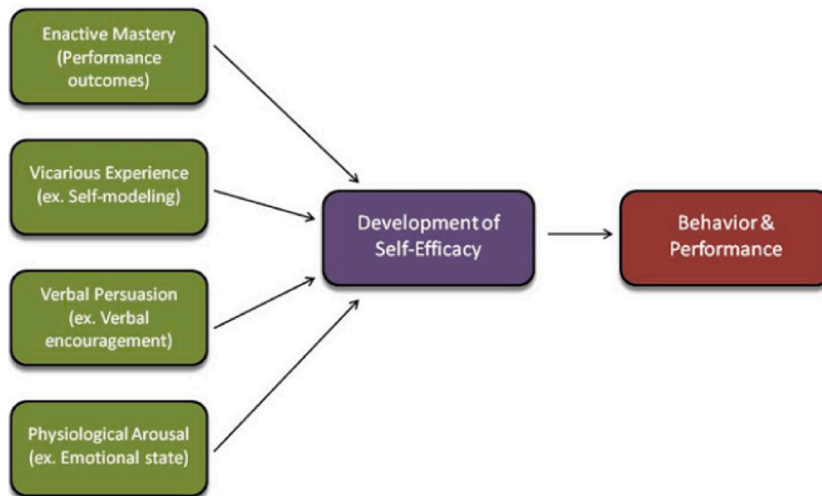 Enactive Mastery
(Performance
outcomes)
Vicarious Experience
(ex. Self-modeling)
Verbal Persuasion
(ex. Verbal
encouragement)
Physiological Arousal
(ex. Emotional state)
Development of
Self-Efficacy
Behavior &
Performance